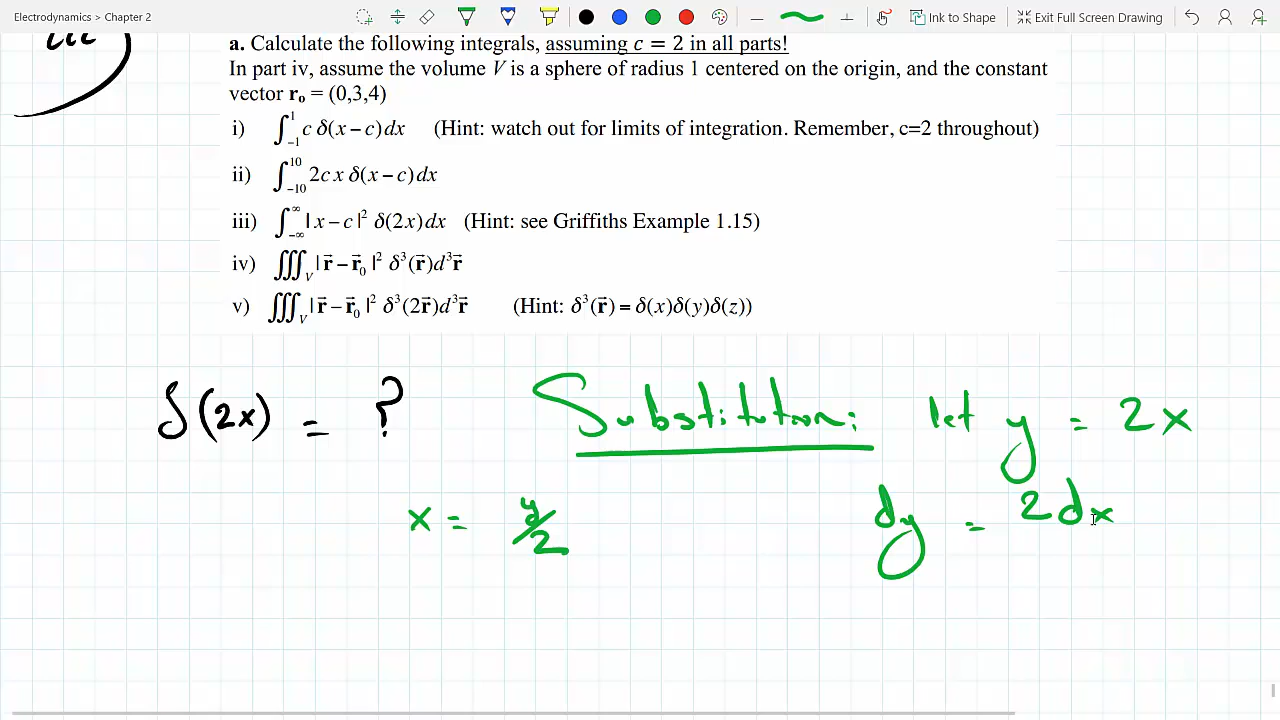 Electrodynamics > Chapter 2
Ink to Shape
Exit Full Screen Drawing
iii
a. Calculate the following integrals, assuming c = 2 in all parts!
In part iv, assume the volume V is a sphere of radius 1 centered on the origin, and the constant
vector r₀ = (0,3,4)
i) ∫₋₁¹ c δ(x − c)dx (Hint: watch out for limits of integration. Remember, c=2 throughout)
ii) ∫₋₁₀¹⁰ 2c x δ(x − c)dx
iii) ∫₋∞^∞ |x − c|² δ(2x)dx (Hint: see Griffiths Example 1.15)
iv) ∭_V |r⃗ − r⃗₀|² δ³(r⃗)d³r⃗
v) ∭_V |r⃗ − r⃗₀|² δ³(2r⃗)d³r⃗ (Hint: δ³(r⃗) = δ(x)δ(y)δ(z))
δ(2x) = ? Substitution: let y = 2x
x = y/2 dy = 2dx